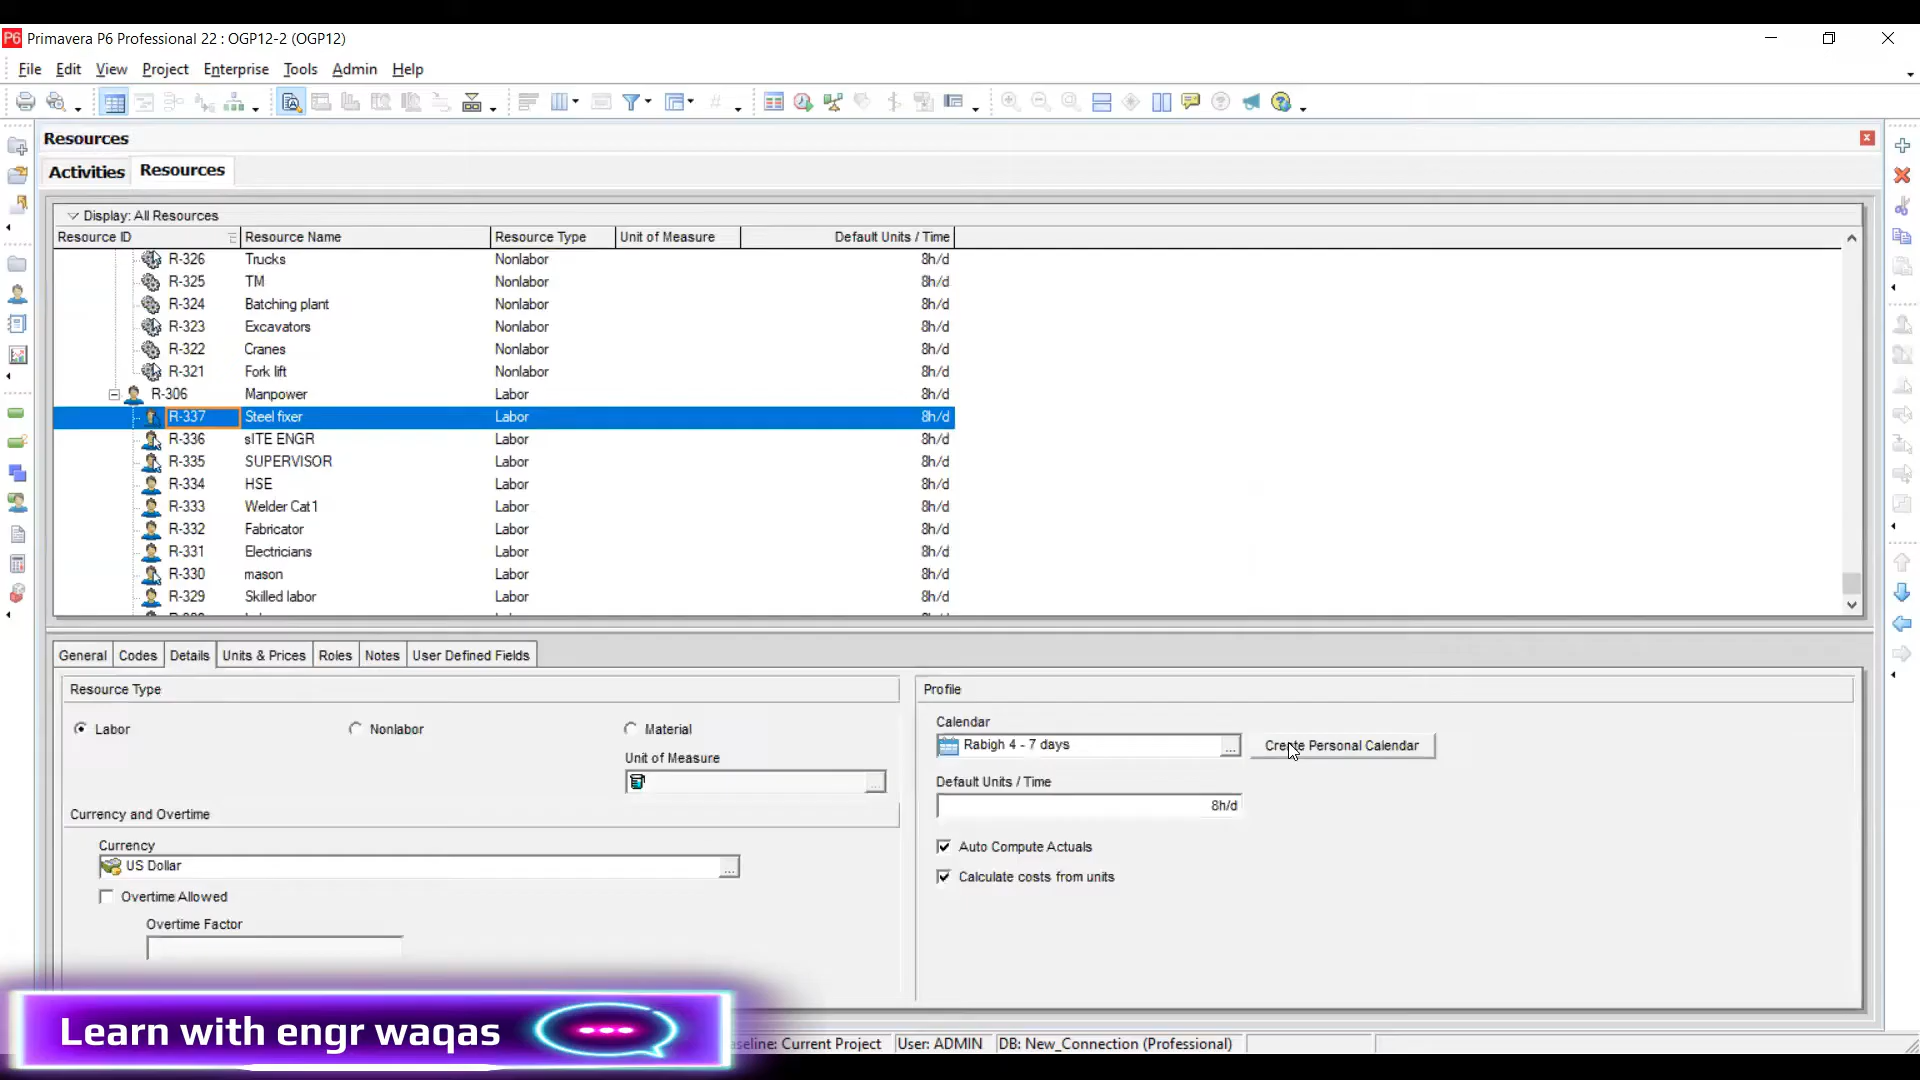 P6 Primavera P6 Professional 22 : OGP12-2 (OGP12)
File Edit View Project Enterprise Tools Admin Help
Resources
Activities Resources
Display: All Resources
Resource ID Resource Name Resource Type Unit of Measure Default Units / Time
R-326 Trucks Nonlabor 8h/d
R-325 TM Nonlabor 8h/d
R-324 Batching plant Nonlabor 8h/d
R-323 Excavators Nonlabor 8h/d
R-322 Cranes Nonlabor 8h/d
R-321 Fork lift Nonlabor 8h/d
R-306 Manpower Labor 8h/d
R-337 Steel fixer Labor 8h/d
R-336 sITE ENGR Labor 8h/d
R-335 SUPERVISOR Labor 8h/d
R-334 HSE Labor 8h/d
R-333 Welder Cat1 Labor 8h/d
R-332 Fabricator Labor 8h/d
R-331 Electricians Labor 8h/d
R-330 mason Labor 8h/d
R-329 Skilled labor Labor 8h/d
General Codes Details Units & Prices Roles Notes User Defined Fields
Resource Type
Labor Nonlabor Material
Unit of Measure
Currency and Overtime
Currency
US Dollar
Overtime Allowed
Overtime Factor
Profile
Calendar
Rabigh 4 - 7 days ... Create Personal Calendar
Default Units / Time
8h/d
Auto Compute Actuals
Calculate costs from units
Learn with engr waqas
Current Project User: ADMIN DB: New_Connection (Professional)